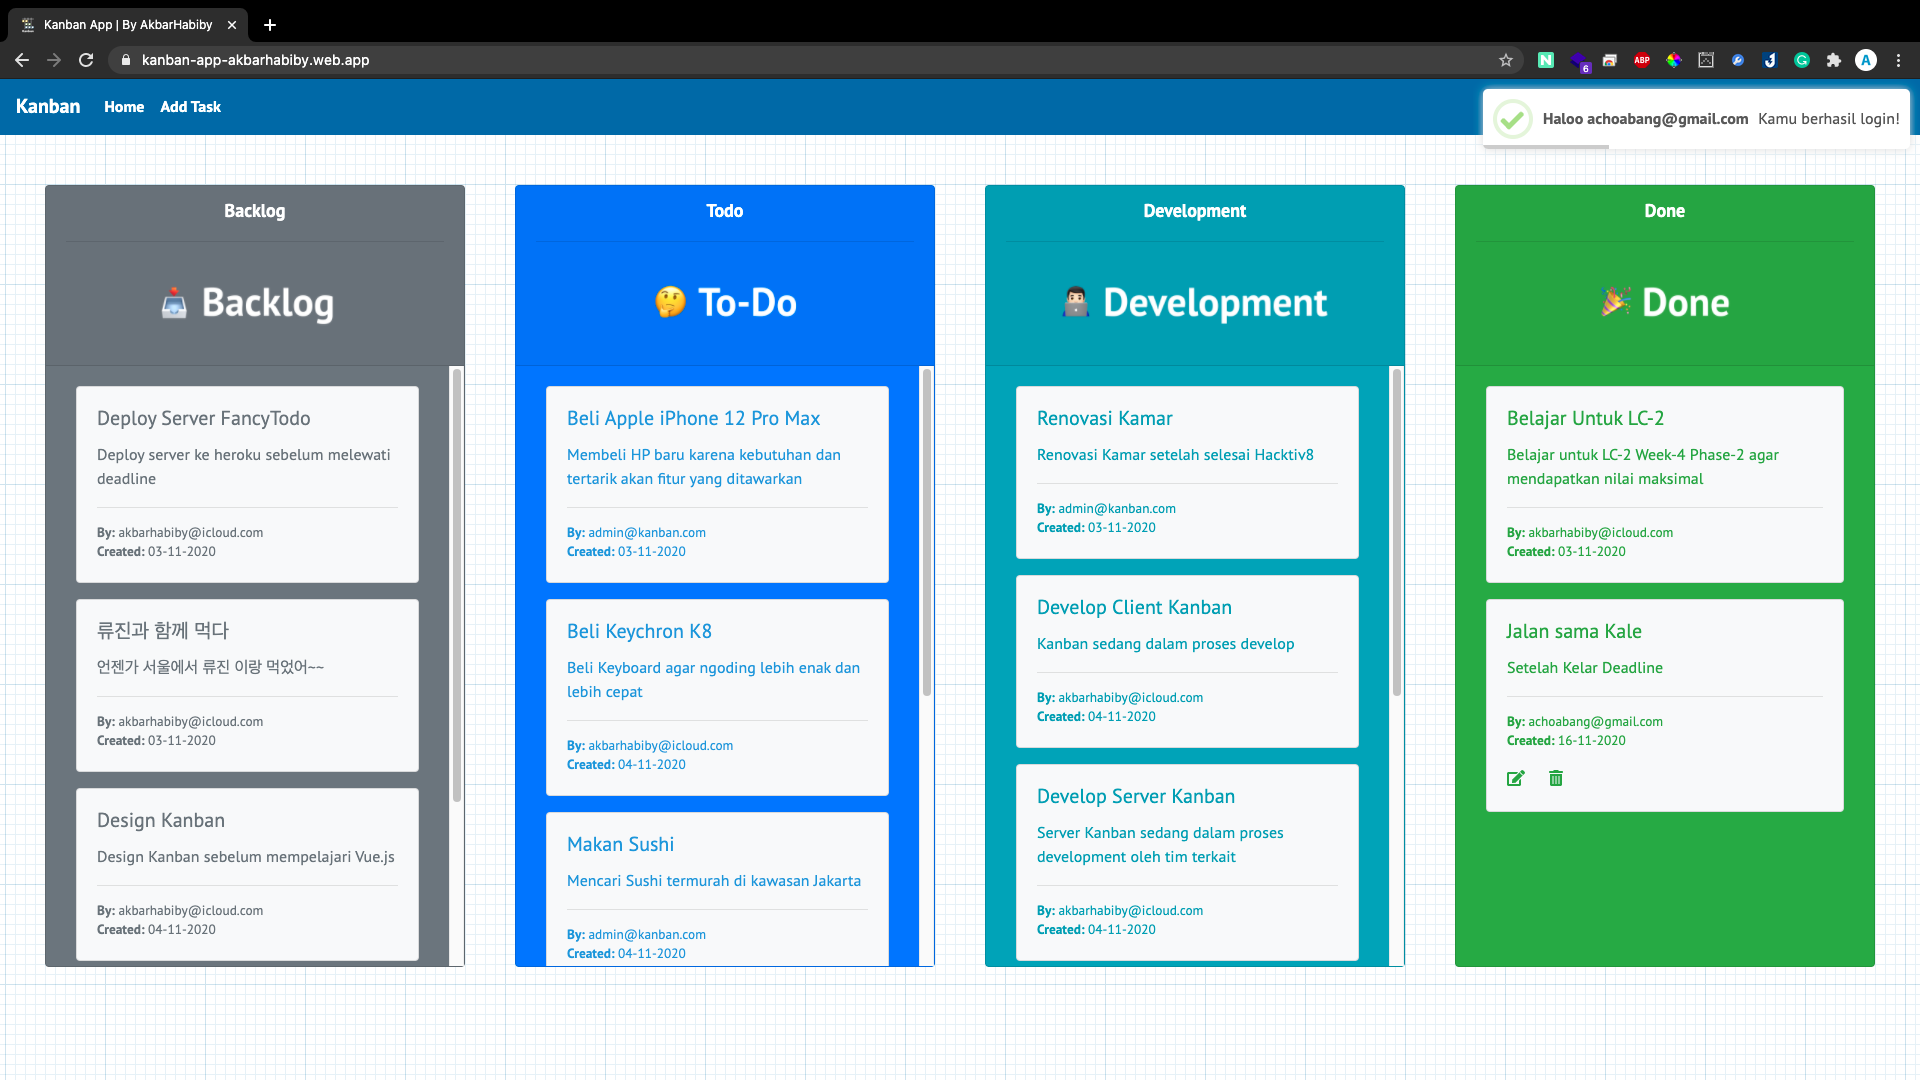 Kanban App | By AkbarHabiby
kanban-app-akbarhabiby.web.app
6
ABP
A
Kanban
Home
Add Task
Haloo achoabang@gmail.com Kamu berhasil login!
Backlog
Backlog
Deploy Server FancyTodo
Deploy server ke heroku sebelum melewati
deadline
By: akbarhabiby@icloud.com
Created: 03-11-2020
류진과 함께 먹다
언젠가 서울에서 류진 이랑 먹었어~~
By: akbarhabiby@icloud.com
Created: 03-11-2020
Design Kanban
Design Kanban sebelum mempelajari Vue.js
By: akbarhabiby@icloud.com
Created: 04-11-2020
Todo
To-Do
Beli Apple iPhone 12 Pro Max
Membeli HP baru karena kebutuhan dan
tertarik akan fitur yang ditawarkan
By: admin@kanban.com
Created: 03-11-2020
Beli Keychron K8
Beli Keyboard agar ngoding lebih enak dan
lebih cepat
By: akbarhabiby@icloud.com
Created: 04-11-2020
Makan Sushi
Mencari Sushi termurah di kawasan Jakarta
By: admin@kanban.com
Created: 04-11-2020
Development
Development
Renovasi Kamar
Renovasi Kamar setelah selesai Hacktiv8
By: admin@kanban.com
Created: 03-11-2020
Develop Client Kanban
Kanban sedang dalam proses develop
By: akbarhabiby@icloud.com
Created: 04-11-2020
Develop Server Kanban
Server Kanban sedang dalam proses
development oleh tim terkait
By: akbarhabiby@icloud.com
Created: 04-11-2020
Done
Done
Belajar Untuk LC-2
Belajar untuk LC-2 Week-4 Phase-2 agar
mendapatkan nilai maksimal
By: akbarhabiby@icloud.com
Created: 03-11-2020
Jalan sama Kale
Setelah Kelar Deadline
By: achoabang@gmail.com
Created: 16-11-2020